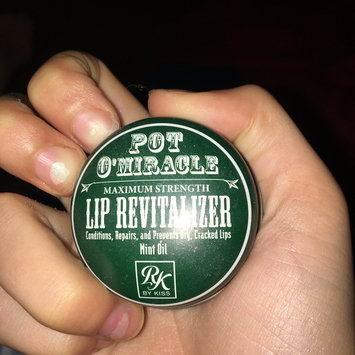 POT
O'MIRACLE
MAXIMUM STRENGTH
LIP REVITALIZER
Conditions, Repairs, and Prevents Dry, Cracked Lips
Mint Oil
RK
BY KISS